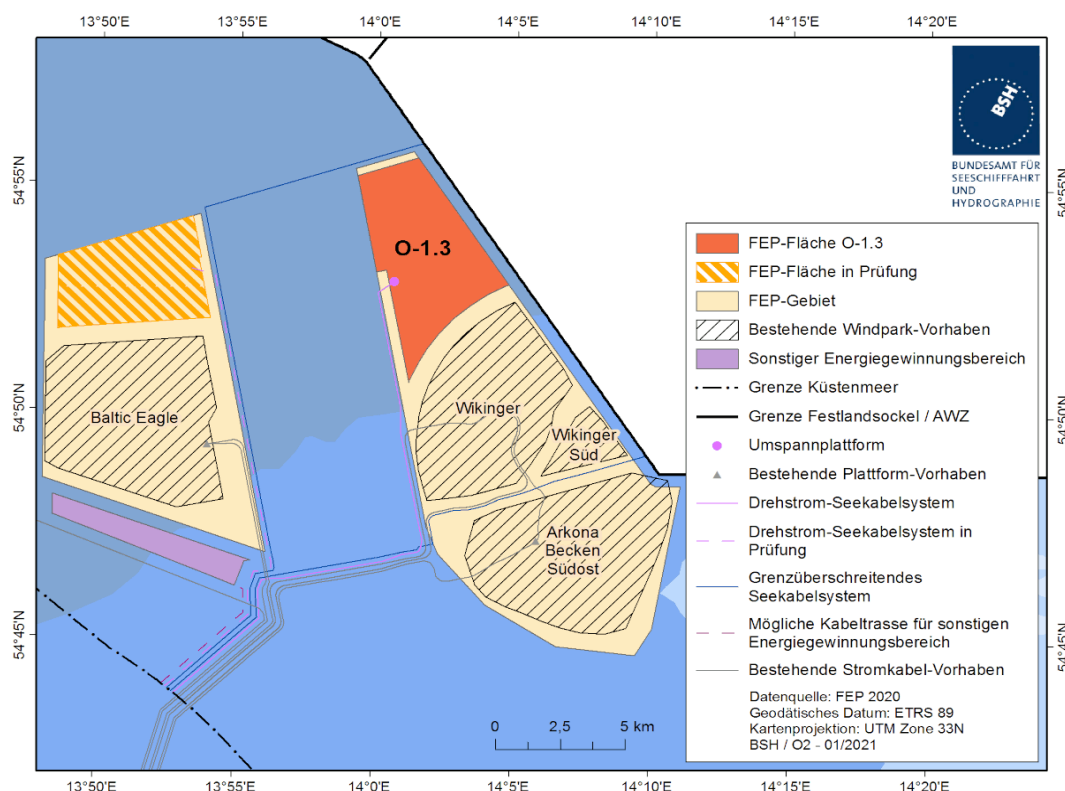 13°50'E 13°55'E 14°0'E 14°5'E 14°10'E 14°15'E 14°20'E
54°55'N
54°50'N
54°45'N
BSH
BUNDESAMT FÜR
SEESCHIFFFAHRT
UND
HYDROGRAPHIE
54°55'N
54°50'N
54°45'N
O-1.3
Baltic Eagle
Wikinger
Wikinger
Süd
Arkona
Becken
Südost
FEP-Fläche O-1.3
FEP-Fläche in Prüfung
FEP-Gebiet
Bestehende Windpark-Vorhaben
Sonstiger Energiegewinnungsbereich
Grenze Küstenmeer
Grenze Festlandsockel / AWZ
Umspannplattform
Bestehende Plattform-Vorhaben
Drehstrom-Seekabelsystem
Drehstrom-Seekabelsystem in
Prüfung
Grenzüberschreitendes
Seekabelsystem
Mögliche Kabeltrasse für sonstigen
Energiegewinnungsbereich
Bestehende Stromkabel-Vorhaben
Datenquelle: FEP 2020
Geodätisches Datum: ETRS 89
Kartenprojektion: UTM Zone 33N
BSH / O2 - 01/2021
0 2,5 5 km
13°50'E 13°55'E 14°0'E 14°5'E 14°10'E 14°15'E 14°20'E